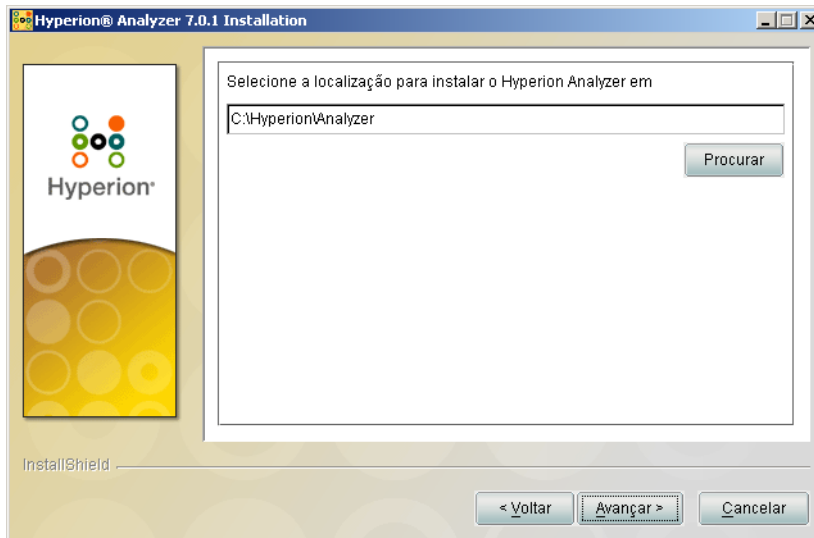 Hyperion® Analyzer 7.0.1 Installation
Selecione a localização para instalar o Hyperion Analyzer em
C:\Hyperion\Analyzer
Procurar
Hyperion®
InstallShield
< Voltar
Avançar >
Cancelar